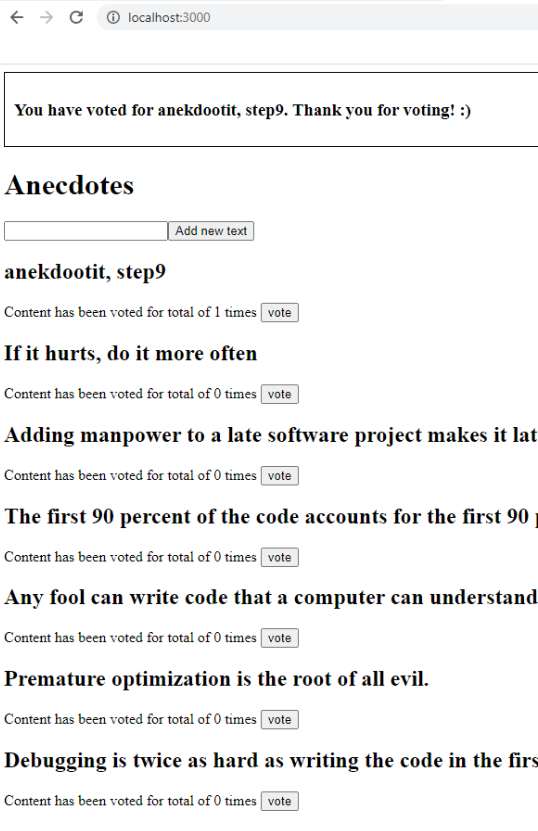 localhost:3000
You have voted for anekdootit, step9. Thank you for voting! :)
Anecdotes
Add new text
anekdootit, step9
Content has been voted for total of 1 times vote
If it hurts, do it more often
Content has been voted for total of 0 times vote
Adding manpower to a late software project makes it lat
Content has been voted for total of 0 times vote
The first 90 percent of the code accounts for the first 90 p
Content has been voted for total of 0 times vote
Any fool can write code that a computer can understand
Content has been voted for total of 0 times vote
Premature optimization is the root of all evil.
Content has been voted for total of 0 times vote
Debugging is twice as hard as writing the code in the firs
Content has been voted for total of 0 times vote